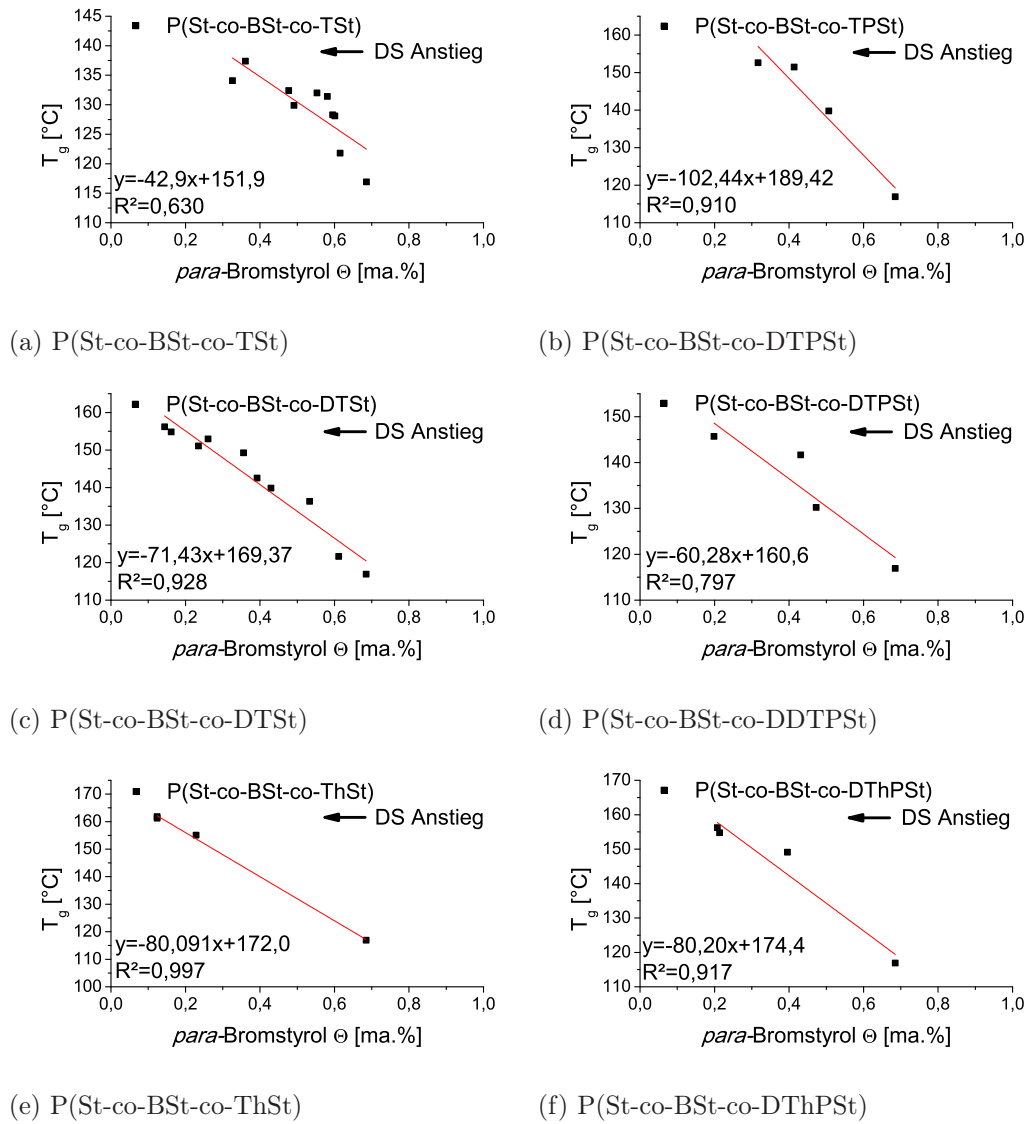 P(St-co-BSt-co-TSt)
DS Anstieg
145
140
135
130
125
120
115
110
Tg [°C]
y=-42,9x+151,9
R²=0,630
0,0 0,2 0,4 0,6 0,8 1,0
para-Bromstyrol Θ [ma.%]
(a) P(St-co-BSt-co-TSt)
P(St-co-BSt-co-TPSt)
DS Anstieg
160
150
140
130
120
110
Tg [°C]
y=-102,44x+189,42
R²=0,910
0,0 0,2 0,4 0,6 0,8 1,0
para-Bromstyrol Θ [ma.%]
(b) P(St-co-BSt-co-DTPSt)
P(St-co-BSt-co-DTSt)
DS Anstieg
160
150
140
130
120
110
Tg [°C]
y=-71,43x+169,37
R²=0,928
0,0 0,2 0,4 0,6 0,8 1,0
para-Bromstyrol Θ [ma.%]
(c) P(St-co-BSt-co-DTSt)
P(St-co-BSt-co-DTPSt)
DS Anstieg
150
140
130
120
110
Tg [°C]
y=-60,28x+160,6
R²=0,797
0,0 0,2 0,4 0,6 0,8 1,0
para-Bromstyrol Θ [ma.%]
(d) P(St-co-BSt-co-DDTPSt)
P(St-co-BSt-co-ThSt)
DS Anstieg
170
160
150
140
130
120
110
100
Tg [°C]
y=-80,091x+172,0
R²=0,997
0,0 0,2 0,4 0,6 0,8 1,0
para-Bromstyrol Θ [ma.%]
(e) P(St-co-BSt-co-ThSt)
P(St-co-BSt-co-DThPSt)
DS Anstieg
170
160
150
140
130
120
110
Tg [°C]
y=-80,20x+174,4
R²=0,917
0,0 0,2 0,4 0,6 0,8 1,0
para-Bromstyrol Θ [ma.%]
(f) P(St-co-BSt-co-DThPSt)